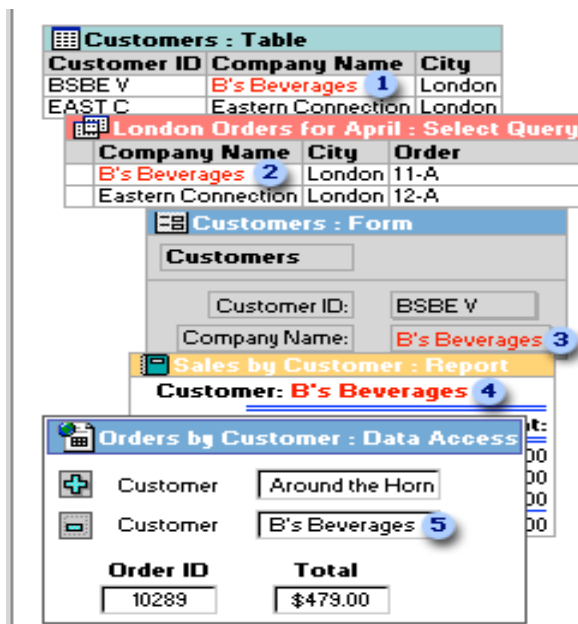 Customers : Table
Customer ID Company Name City
BSBE V B's Beverages 1 London
EAST C Eastern Connection London
London Orders for April : Select Query
Company Name City Order
B's Beverages 2 London 11-A
Eastern Connection London 12-A
Customers : Form
Customers
Customer ID: BSBE V
Company Name: B's Beverages 3
Sales by Customer : Report
Customer: B's Beverages 4
Orders by Customer : Data Access
Customer Around the Horn
Customer B's Beverages 5
Order ID Total
10289 $479.00